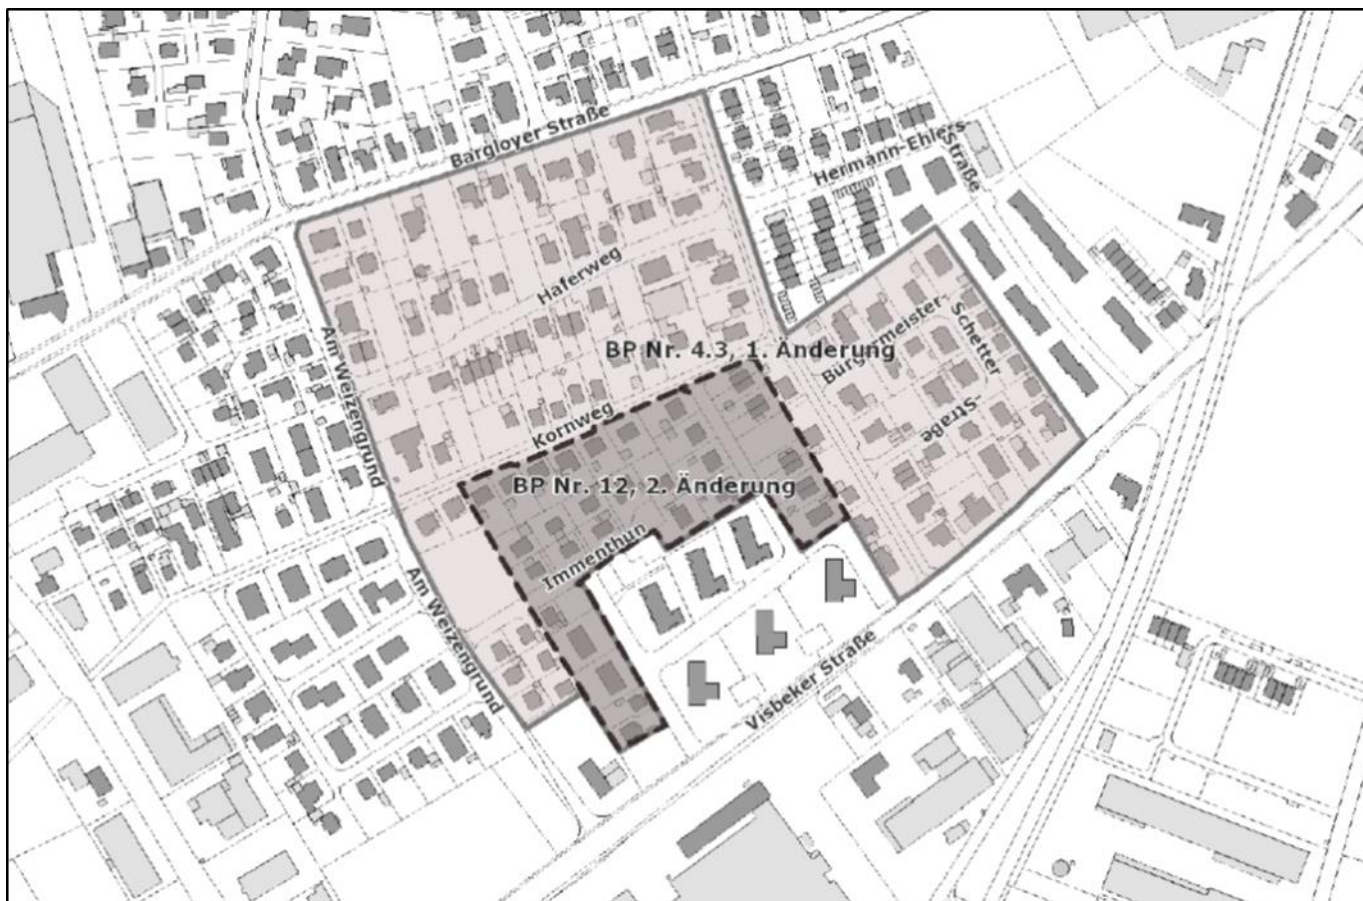 Bargloyer Straße
Hermann-Ehlers-
Straße
Haferweg
Am Weizengrund
BP Nr. 4.3, 1. Änderung
Bürgermeister-
Schetter
-Straße
Kornweg
BP Nr. 12, 2. Änderung
Immenthun
Am Weizengrund
Visbeker Straße